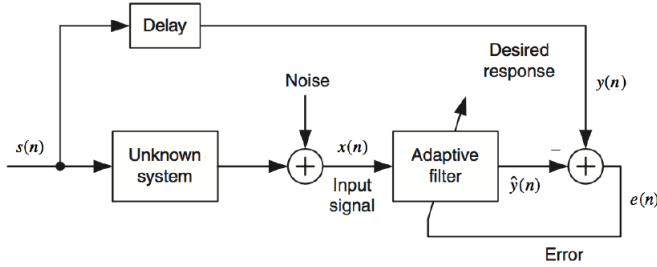 Delay
Desired
response
Noise
y(n)
s(n)
Unknown
system
+
x(n)
Input
signal
Adaptive
filter
−
ŷ(n)
+
e(n)
Error